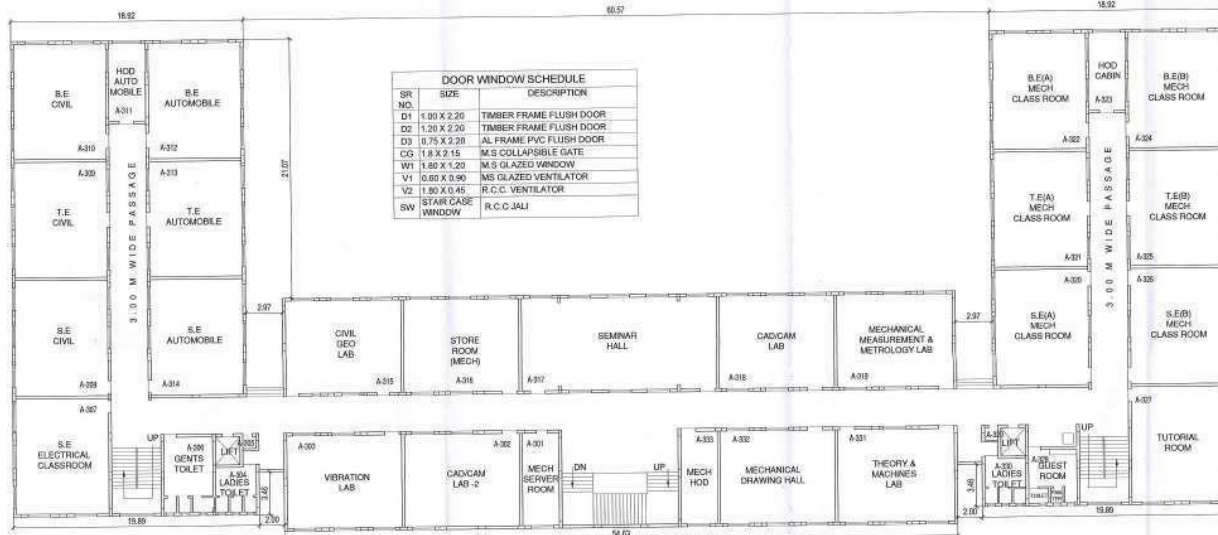 18.92
60.57
18.92
B.E
CIVIL
A-310
HOD
AUTO
MOBILE
A-311
B.E
AUTOMOBILE
A-312
A-309
T.E
CIVIL
A-313
T.E
AUTOMOBILE
3.00 M WIDE PASSAGE
S.E
CIVIL
A-308
S.E
AUTOMOBILE
A-314
A-307
S.E
ELECTRICAL
CLASSROOM
UP
A-306
GENTS
TOILET
A-305
LIFT
A-304
LADIES
TOILET
19.89
2.00
3.46
21.07
2.97
DOOR WINDOW SCHEDULE
SR NO. SIZE DESCRIPTION
D1 1.00 X 2.20 TIMBER FRAME FLUSH DOOR
D2 1.20 X 2.20 TIMBER FRAME FLUSH DOOR
D3 0.75 X 2.20 AL FRAME PVC FLUSH DOOR
CG 1.8 X 2.15 M.S COLLAPSIBLE GATE
W1 1.80 X 1.20 M.S GLAZED WINDOW
V1 0.60 X 0.90 MS GLAZED VENTILATOR
V2 1.80 X 0.45 R.C.C. VENTILATOR
SW STAIR CASE WINDOW R.C.C JALI
CIVIL
GEO
LAB
A-315
STORE
ROOM
(MECH)
A-316
SEMINAR
HALL
A-317
CAD/CAM
LAB
A-318
MECHANICAL
MEASUREMENT &
METROLOGY LAB
A-319
2.97
A-303
VIBRATION
LAB
A-302
CAD/CAM
LAB -2
A-301
MECH
SERVER
ROOM
DN
UP
A-333
MECH
HOD
A-332
MECHANICAL
DRAWING HALL
A-331
THEORY &
MACHINES
LAB
54.63
B.E(A)
MECH
CLASS ROOM
A-322
HOD
CABIN
A-323
B.E(B)
MECH
CLASS ROOM
A-324
T.E(A)
MECH
CLASS ROOM
A-321
T.E(B)
MECH
CLASS ROOM
A-325
3.00 M WIDE PASSAGE
A-320
S.E(A)
MECH
CLASS ROOM
A-326
S.E(B)
MECH
CLASS ROOM
A-327
TUTORIAL
ROOM
LIFT
UP
A-328
GUEST
ROOM
A-330
LADIES
TOILET
3.46
2.00
19.89